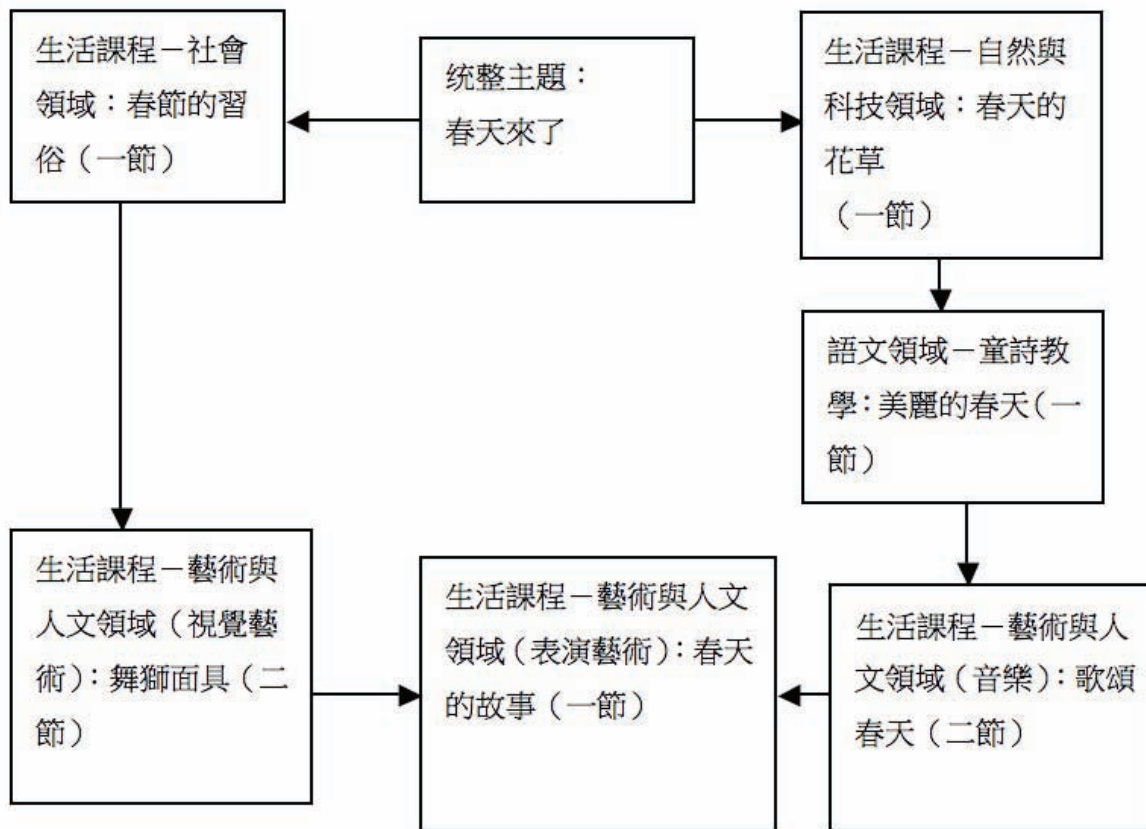 生活課程－社會
領域：春節的習
俗（一節）
統整主題：
春天來了
生活課程－自然與
科技領域：春天的
花草
（一節）
語文領域－童詩教
學：美麗的春天（一
節）
生活課程－藝術與
人文領域（視覺藝
術）：舞獅面具（二
節）
生活課程－藝術與人文
領域（表演藝術）：春天
的故事（一節）
生活課程－藝術與人
文領域（音樂）：歌頌
春天（二節）